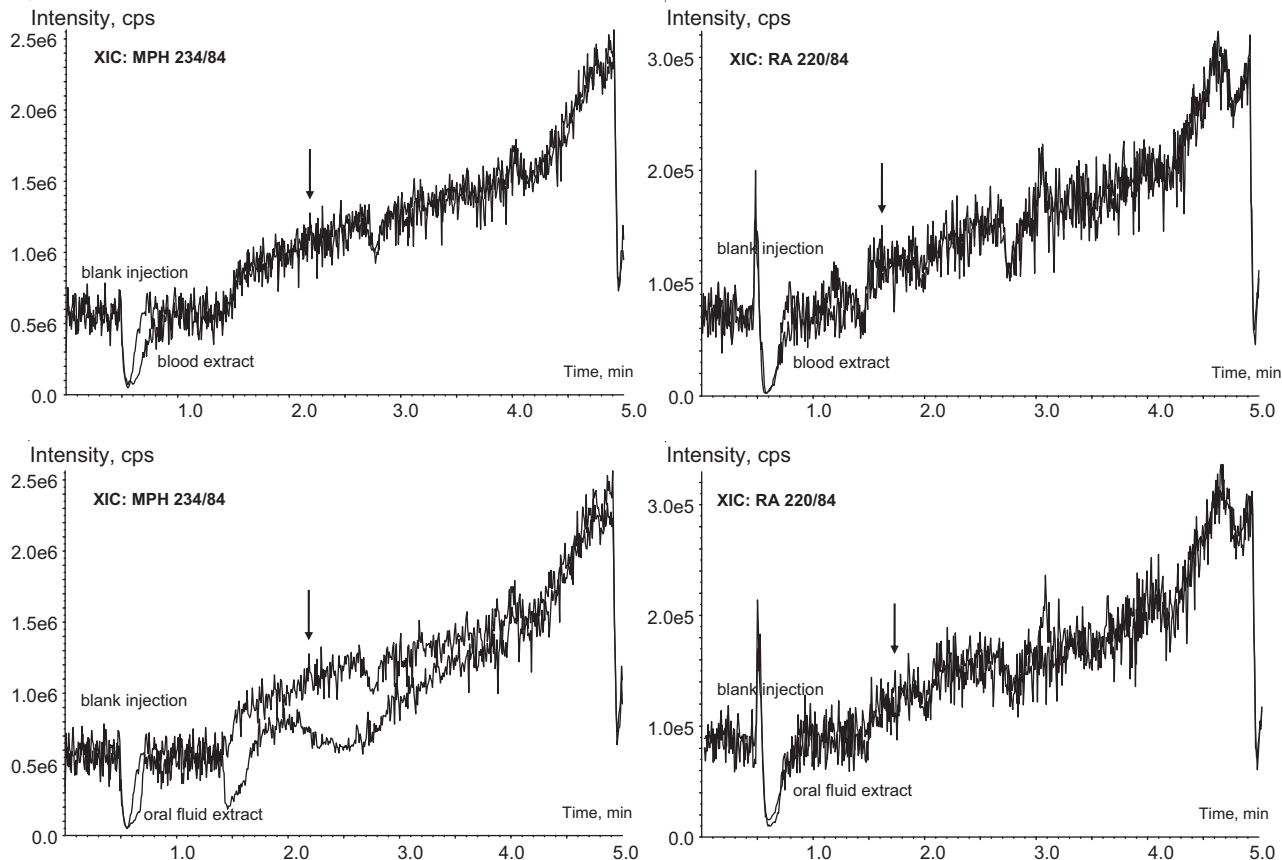 Intensity, cps
XIC: MPH 234/84
2.5e6
2.0e6
1.5e6
1.0e6
0.5e6
0.0
blank injection
blood extract
Time, min
1.0 2.0 3.0 4.0 5.0
Intensity, cps
XIC: RA 220/84
3.0e5
2.0e5
1.0e5
0.0
blank injection
blood extract
Time, min
1.0 2.0 3.0 4.0 5.0
Intensity, cps
XIC: MPH 234/84
2.5e6
2.0e6
1.5e6
1.0e6
0.5e6
0.0
blank injection
oral fluid extract
Time, min
1.0 2.0 3.0 4.0 5.0
Intensity, cps
XIC: RA 220/84
3.0e5
2.0e5
1.0e5
0.0
blank injection
oral fluid extract
Time, min
1.0 2.0 3.0 4.0 5.0